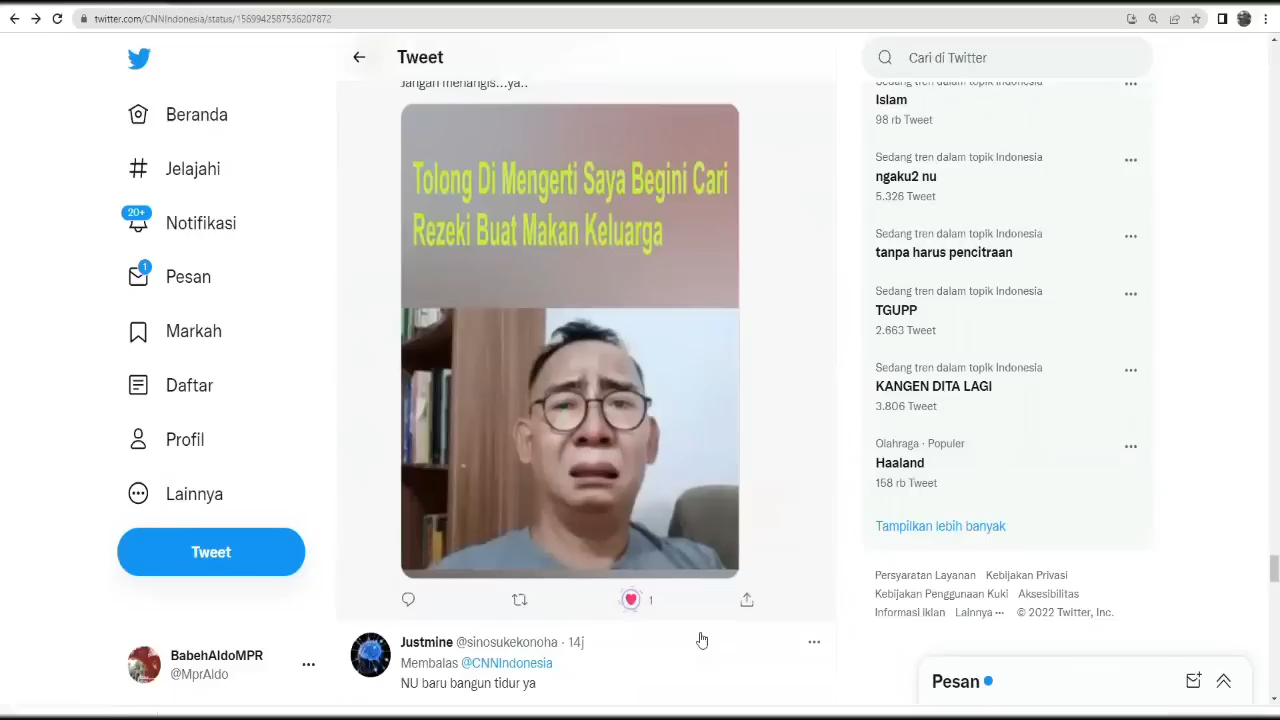 twitter.com/CNNIndonesia/status/1569942587536207872
Beranda
Jelajahi
20+
Notifikasi
1
Pesan
Markah
Daftar
Profil
Lainnya
Tweet
BabehAldoMPR
@MprAldo
Tweet
Jangan menangis...ya..
Tolong Di Mengerti Saya Begini Cari
Rezeki Buat Makan Keluarga
1
Justmine @sinosukekonoha · 14j
Membalas @CNNIndonesia
NU baru bangun tidur ya
Cari di Twitter
Sedang tren dalam topik Indonesia
Islam
98 rb Tweet
Sedang tren dalam topik Indonesia
ngaku2 nu
5.326 Tweet
Sedang tren dalam topik Indonesia
tanpa harus pencitraan
Sedang tren dalam topik Indonesia
TGUPP
2.663 Tweet
Sedang tren dalam topik Indonesia
KANGEN DITA LAGI
3.806 Tweet
Olahraga · Populer
Haaland
158 rb Tweet
Tampilkan lebih banyak
Persyaratan Layanan Kebijakan Privasi
Kebijakan Penggunaan Kuki Aksesibilitas
Informasi Iklan Lainnya ··· © 2022 Twitter, Inc.
Pesan